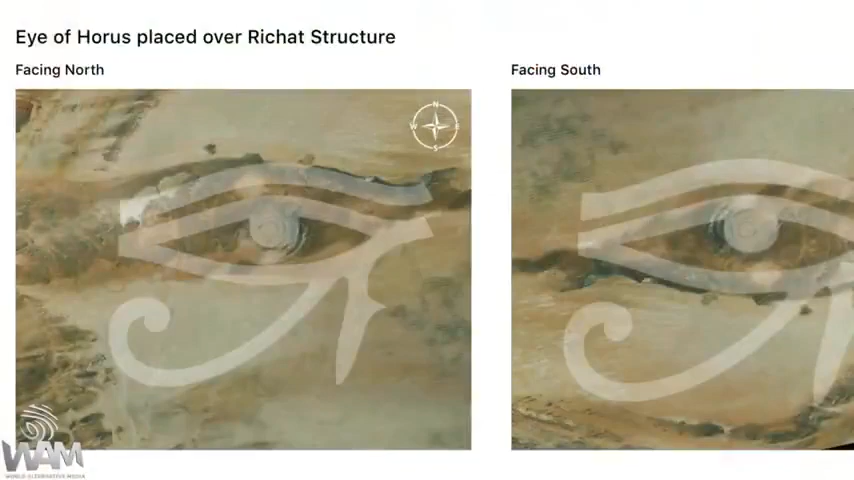 Eye of Horus placed over Richat Structure
Facing North
Facing South
N
W
E
S
WAM
WORLD ALTERNATIVE MEDIA